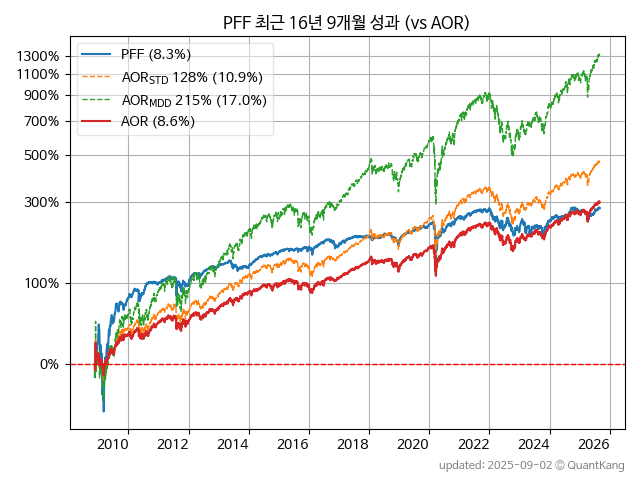 PFF 최근 16년 9개월 성과 (vs AOR)
PFF (8.3%)
AOR_STD 128% (10.9%)
AOR_MDD 215% (17.0%)
AOR (8.6%)
1300%
1100%
900%
700%
500%
300%
100%
0%
2010 2012 2014 2016 2018 2020 2022 2024 2026
updated: 2025-09-02 © QuantKang